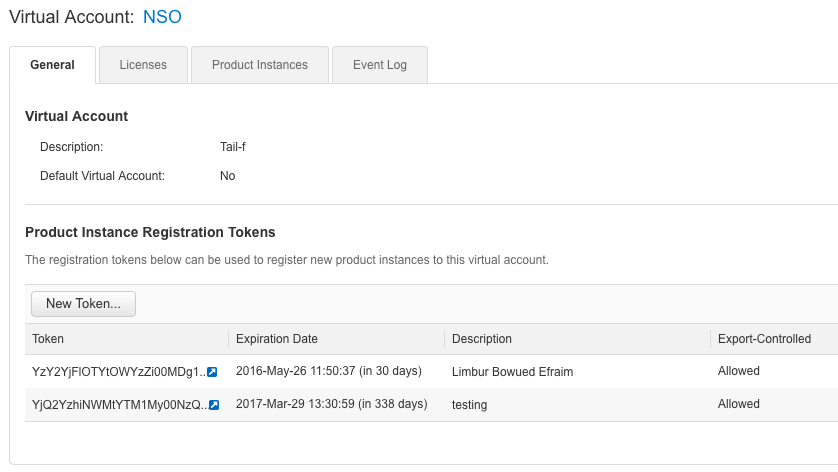 Virtual Account: NSO
General Licenses Product Instances Event Log
Virtual Account
Description: Tail-f
Default Virtual Account: No
Product Instance Registration Tokens
The registration tokens below can be used to register new product instances to this virtual account.
New Token...
Token Expiration Date Description Export-Controlled
YzY2YjFlOTYtOWYzZi00MDg1.. 2016-May-26 11:50:37 (in 30 days) Limbur Bowued Efraim Allowed
YjQ2YzhiNWMtYTM1My00NzQ.. 2017-Mar-29 13:30:59 (in 338 days) testing Allowed